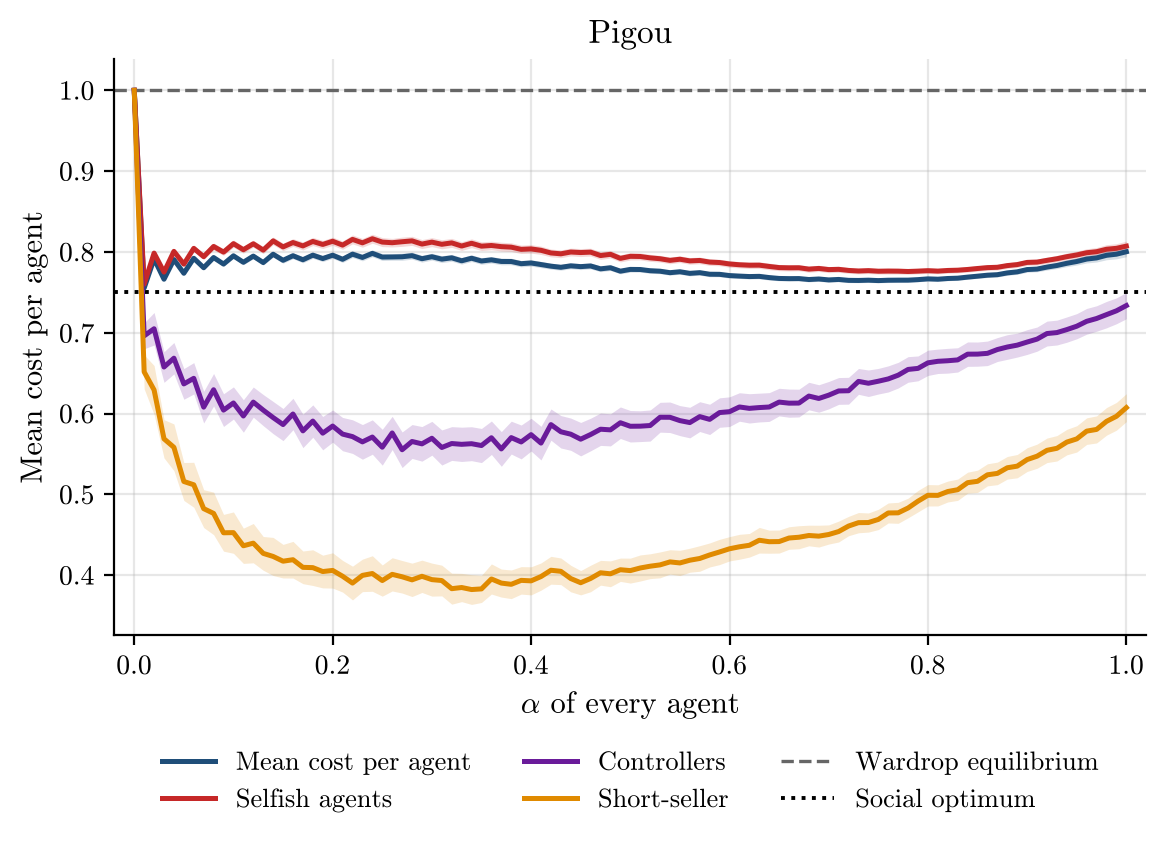 Pigou
Mean cost per agent
1.0
0.9
0.8
0.7
0.6
0.5
0.4
0.0 0.2 0.4 0.6 0.8 1.0
α of every agent
Mean cost per agent Controllers Wardrop equilibrium
Selfish agents Short-seller Social optimum